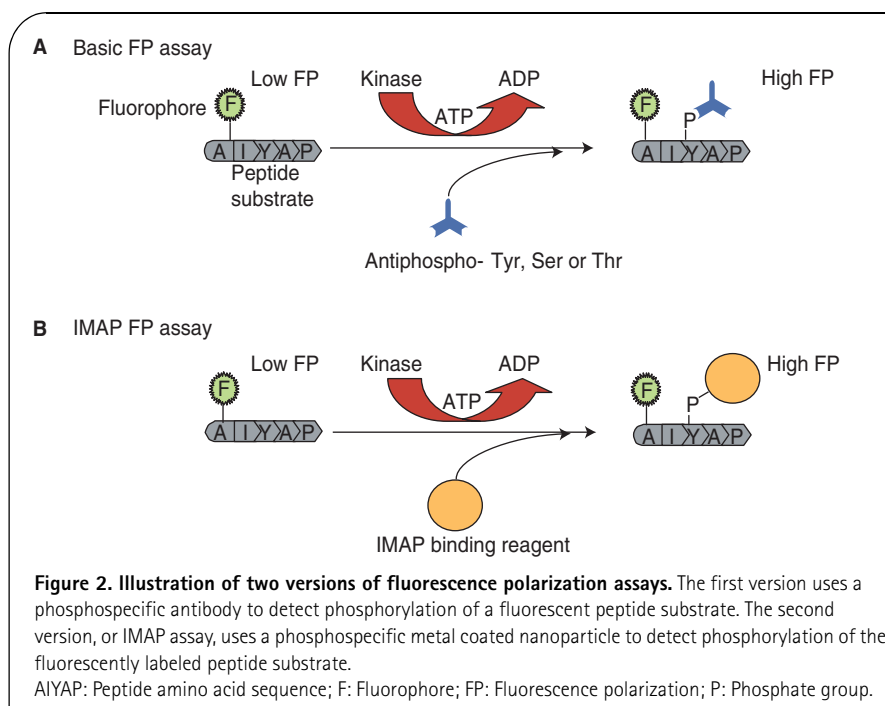 A Basic FP assay
Low FP
Kinase
ADP
High FP
Fluorophore
F
ATP
F
P
A I Y A P
A I Y A P
Peptide
substrate
Antiphospho- Tyr, Ser or Thr
B IMAP FP assay
Low FP
Kinase
ADP
High FP
F
ATP
F
P
A I Y A P
A I Y A P
IMAP binding reagent
Figure 2. Illustration of two versions of fluorescence polarization assays. The first version uses a
phosphospecific antibody to detect phosphorylation of a fluorescent peptide substrate. The second
version, or IMAP assay, uses a phosphospecific metal coated nanoparticle to detect phosphorylation of the
fluorescently labeled peptide substrate.
AIYAP: Peptide amino acid sequence; F: Fluorophore; FP: Fluorescence polarization; P: Phosphate group.